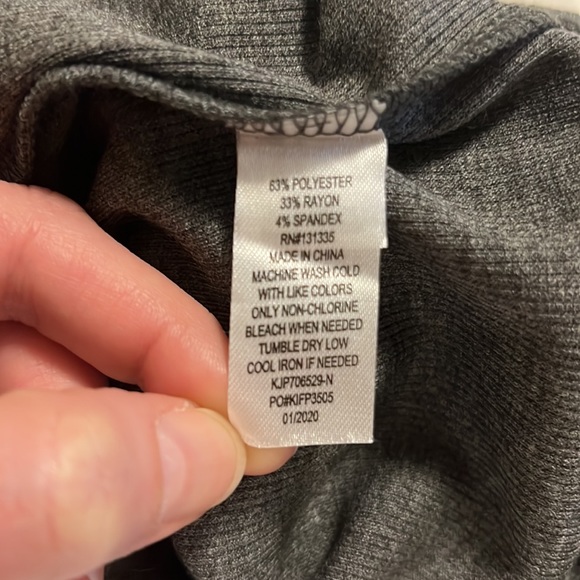 63% POLYESTER
33% RAYON
4% SPANDEX
RN#131335
MADE IN CHINA
MACHINE WASH COLD
WITH LIKE COLORS
ONLY NON-CHLORINE
BLEACH WHEN NEEDED
TUMBLE DRY LOW
COOL IRON IF NEEDED
KJP706529-N
PO#KIFP3505
01/2020